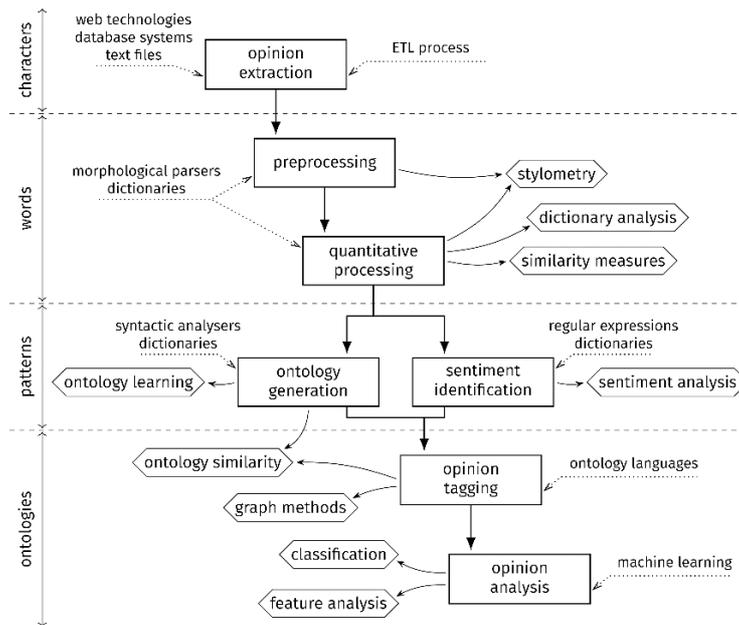 characters
web technologies
database systems
text files
opinion
extraction
ETL process
words
preprocessing
morphological parsers
dictionaries
stylometry
dictionary analysis
quantitative
processing
similarity measures
patterns
syntactic analysers
dictionaries
regular expressions
dictionaries
ontology learning
ontology
generation
sentiment
identification
sentiment analysis
ontologies
ontology similarity
opinion
tagging
ontology languages
graph methods
classification
opinion
analysis
machine learning
feature analysis